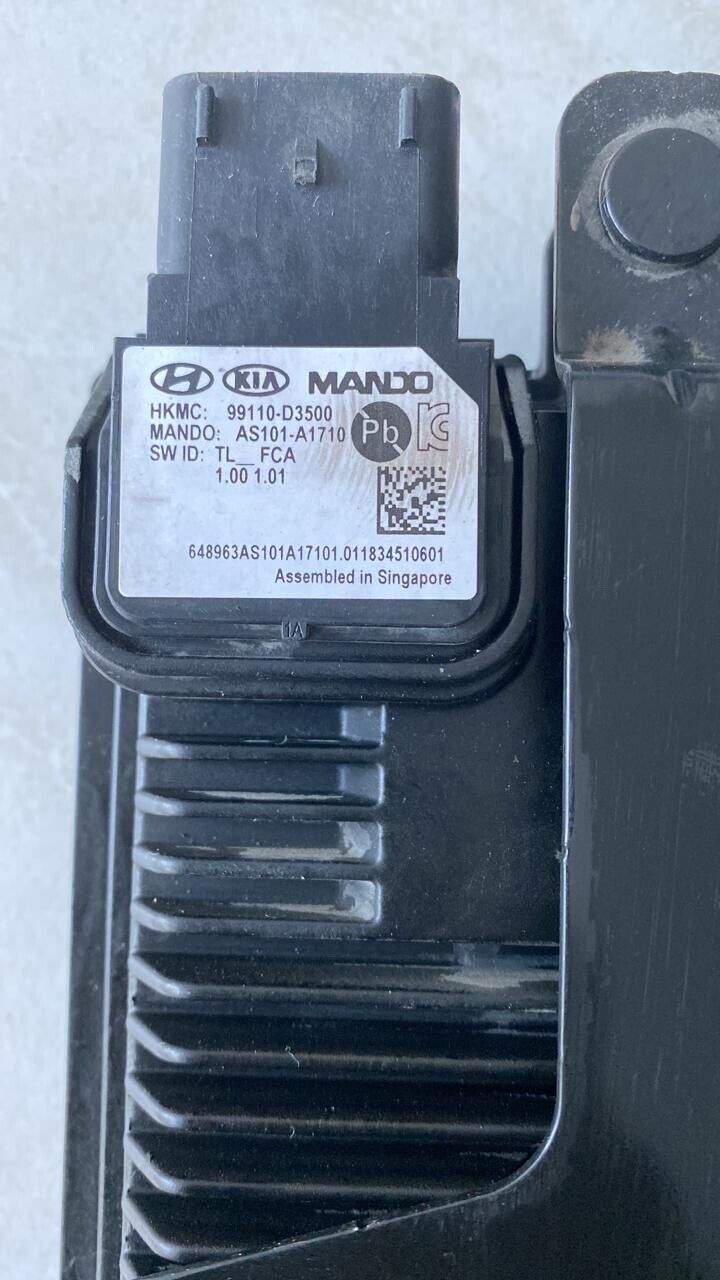 KIA MANDO
HKMC: 99110-D3500
MANDO: AS101-A1710
Pb
SW ID: TL__FCA
1.00 1.01
648963AS101A17101.011834510601
Assembled in Singapore
1A